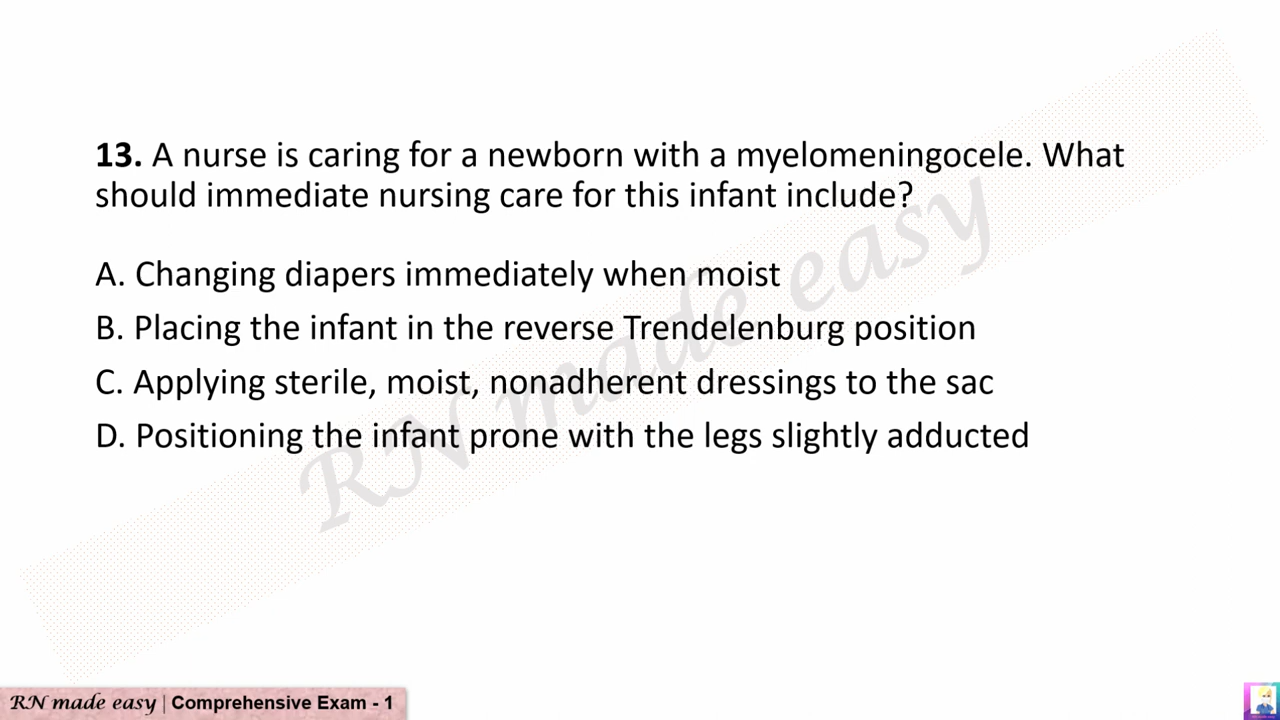 13. A nurse is caring for a newborn with a myelomeningocele. What
should immediate nursing care for this infant include?
A. Changing diapers immediately when moist
B. Placing the infant in the reverse Trendelenburg position
C. Applying sterile, moist, nonadherent dressings to the sac
D. Positioning the infant prone with the legs slightly adducted
RN made easy
RN made easy | Comprehensive Exam - 1